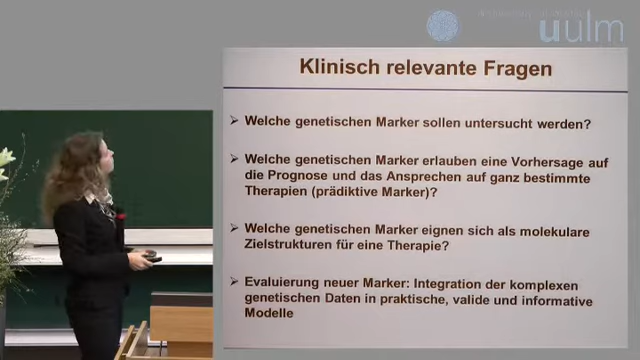 uulm
Klinisch relevante Fragen
➢ Welche genetischen Marker sollen untersucht werden?
➢ Welche genetischen Marker erlauben eine Vorhersage auf
die Prognose und das Ansprechen auf ganz bestimmte
Therapien (prädiktive Marker)?
➢ Welche genetischen Marker eignen sich als molekulare
Zielstrukturen für eine Therapie?
➢ Evaluierung neuer Marker: Integration der komplexen
genetischen Daten in praktische, valide und informative
Modelle